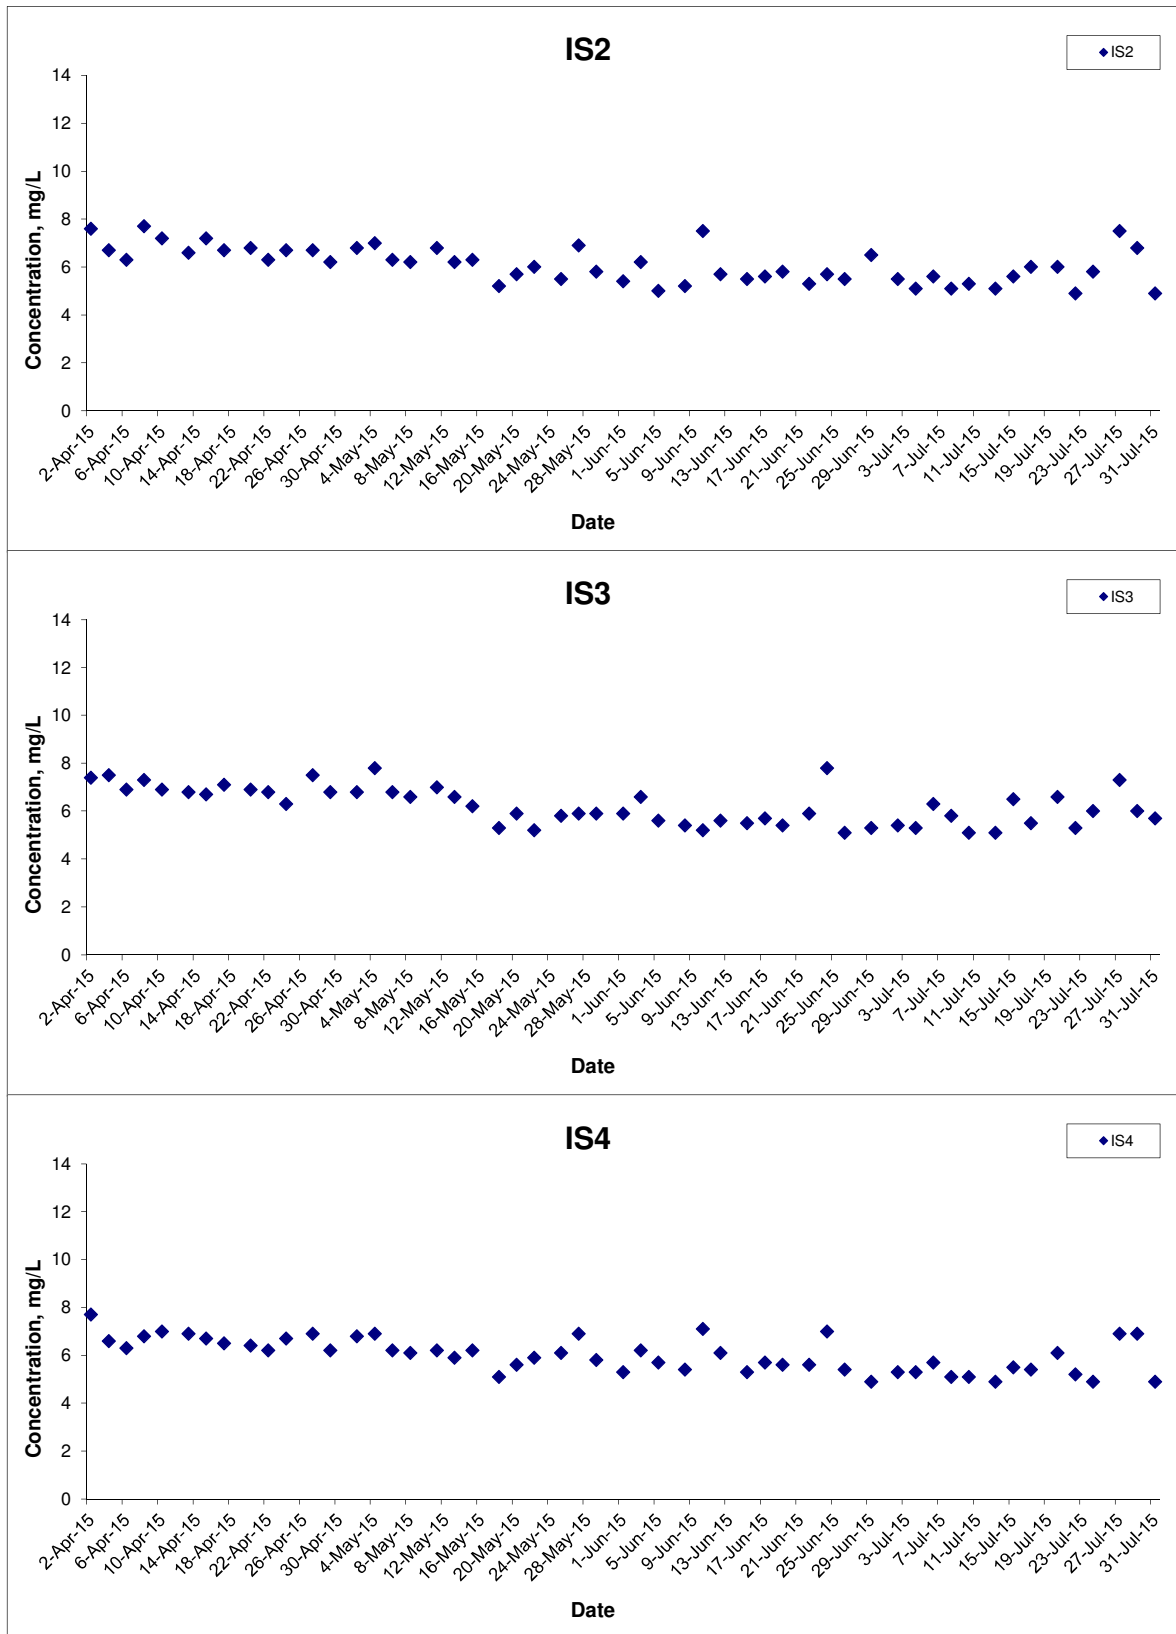 IS2
IS2
14
12
10
8
6
4
2
0
Concentration, mg/L
2-Apr-15
6-Apr-15
10-Apr-15
14-Apr-15
18-Apr-15
22-Apr-15
26-Apr-15
30-Apr-15
4-May-15
8-May-15
12-May-15
16-May-15
20-May-15
24-May-15
28-May-15
1-Jun-15
5-Jun-15
9-Jun-15
13-Jun-15
17-Jun-15
21-Jun-15
25-Jun-15
29-Jun-15
3-Jul-15
7-Jul-15
11-Jul-15
15-Jul-15
19-Jul-15
23-Jul-15
27-Jul-15
31-Jul-15
Date
IS3
IS3
14
12
10
8
6
4
2
0
Concentration, mg/L
2-Apr-15
6-Apr-15
10-Apr-15
14-Apr-15
18-Apr-15
22-Apr-15
26-Apr-15
30-Apr-15
4-May-15
8-May-15
12-May-15
16-May-15
20-May-15
24-May-15
28-May-15
1-Jun-15
5-Jun-15
9-Jun-15
13-Jun-15
17-Jun-15
21-Jun-15
25-Jun-15
29-Jun-15
3-Jul-15
7-Jul-15
11-Jul-15
15-Jul-15
19-Jul-15
23-Jul-15
27-Jul-15
31-Jul-15
Date
IS4
IS4
14
12
10
8
6
4
2
0
Concentration, mg/L
2-Apr-15
6-Apr-15
10-Apr-15
14-Apr-15
18-Apr-15
22-Apr-15
26-Apr-15
30-Apr-15
4-May-15
8-May-15
12-May-15
16-May-15
20-May-15
24-May-15
28-May-15
1-Jun-15
5-Jun-15
9-Jun-15
13-Jun-15
17-Jun-15
21-Jun-15
25-Jun-15
29-Jun-15
3-Jul-15
7-Jul-15
11-Jul-15
15-Jul-15
19-Jul-15
23-Jul-15
27-Jul-15
31-Jul-15
Date